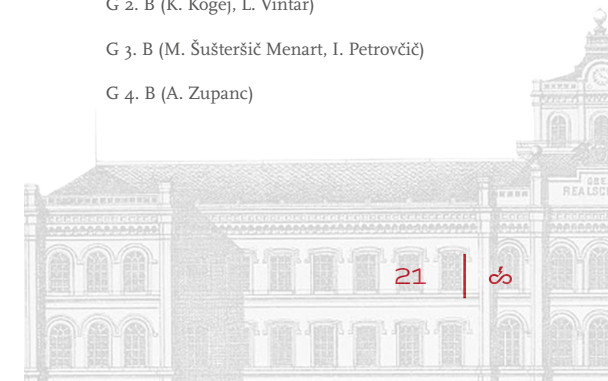 G 2. B (K. Kogej, L. Vintar)
G 3. B (M. Šušteršič Menart, I. Petrovčič)
G 4. B (A. Zupanc)
21